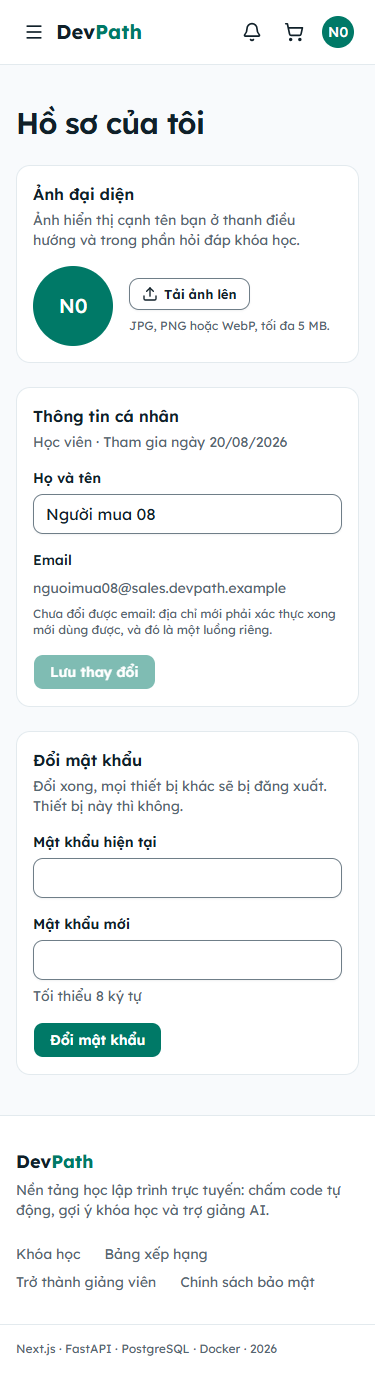 DevPath
N0
Hồ sơ của tôi
Ảnh đại diện
Ảnh hiển thị cạnh tên bạn ở thanh điều
hướng và trong phần hỏi đáp khóa học.
N0
Tải ảnh lên
JPG, PNG hoặc WebP, tối đa 5 MB.
Thông tin cá nhân
Học viên · Tham gia ngày 20/08/2026
Họ và tên
Người mua 08
Email
nguoimua08@sales.devpath.example
Chưa đổi được email: địa chỉ mới phải xác thực xong
mới dùng được, và đó là một luồng riêng.
Lưu thay đổi
Đổi mật khẩu
Đổi xong, mọi thiết bị khác sẽ bị đăng xuất.
Thiết bị này thì không.
Mật khẩu hiện tại
Mật khẩu mới
Tối thiểu 8 ký tự
Đổi mật khẩu
DevPath
Nền tảng học lập trình trực tuyến: chấm code tự
động, gợi ý khóa học và trợ giảng AI.
Khóa học Bảng xếp hạng
Trở thành giảng viên Chính sách bảo mật
Next.js · FastAPI · PostgreSQL · Docker · 2026